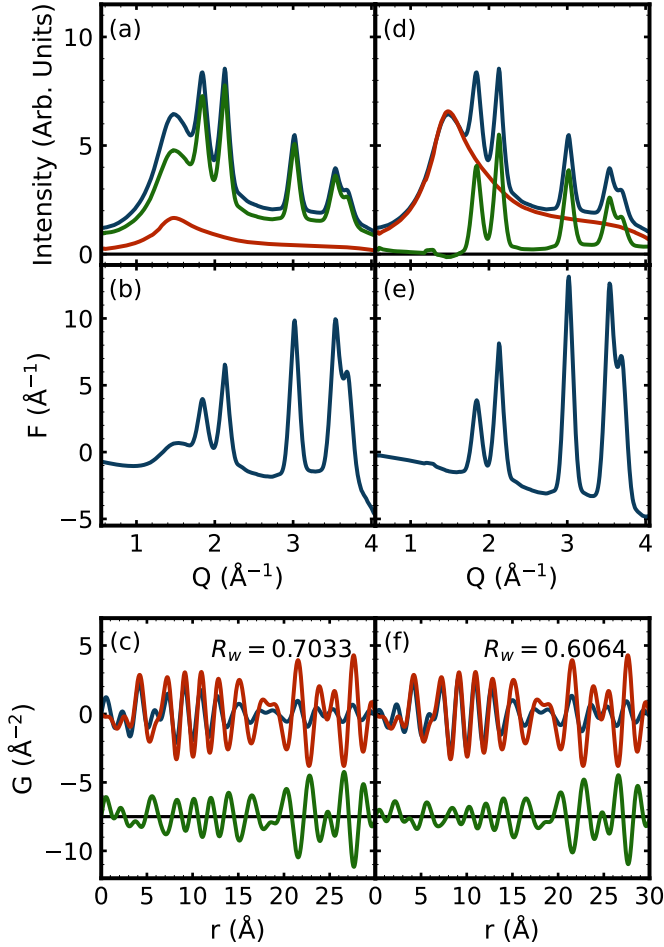 (a)
(d)
Intensity (Arb. Units)
10
5
0
(b)
(e)
F (Å⁻¹)
10
5
0
−5
1 2 3 4
1 2 3 4
Q (Å⁻¹)
Q (Å⁻¹)
(c)
R_w = 0.7033
(f)
R_w = 0.6064
G (Å⁻²)
5
0
−5
−10
0 5 10 15 20 25
0 5 10 15 20 25 30
r (Å)
r (Å)